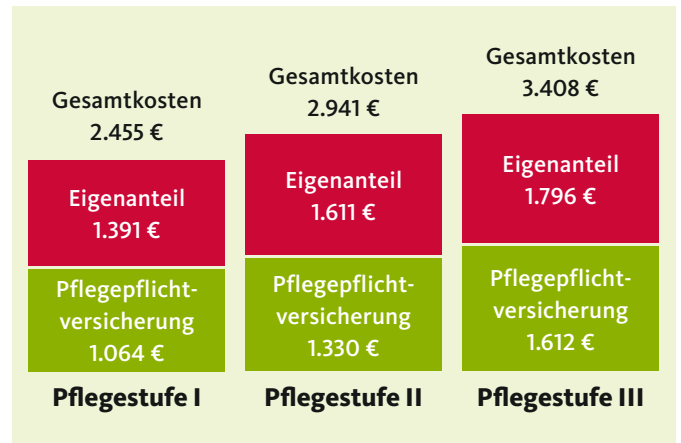 Gesamtkosten
2.455 €
Eigenanteil
1.391 €
Pflegepflicht-
versicherung
1.064 €
Pflegestufe I
Gesamtkosten
2.941 €
Eigenanteil
1.611 €
Pflegepflicht-
versicherung
1.330 €
Pflegestufe II
Gesamtkosten
3.408 €
Eigenanteil
1.796 €
Pflegepflicht-
versicherung
1.612 €
Pflegestufe III